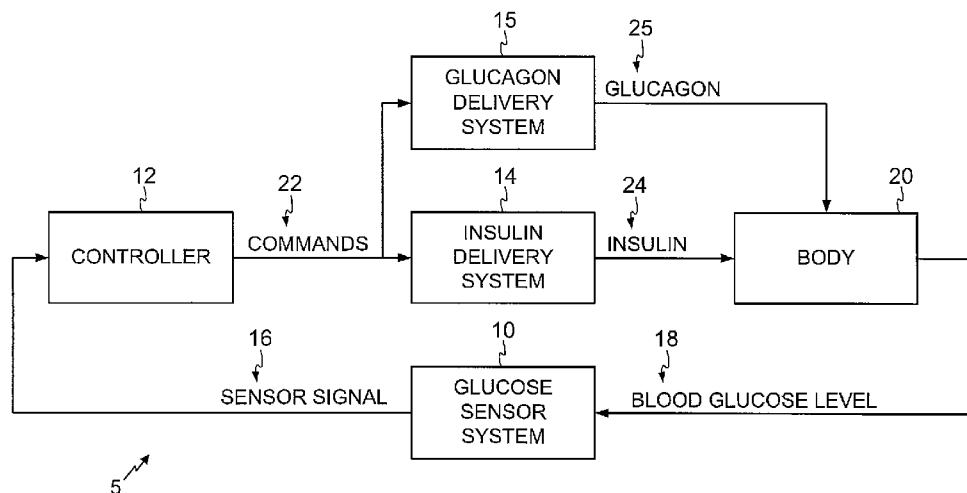 15
25
GLUCAGON
DELIVERY
SYSTEM
GLUCAGON
12
22
14
24
20
CONTROLLER
COMMANDS
INSULIN
DELIVERY
SYSTEM
INSULIN
BODY
16
10
18
SENSOR SIGNAL
GLUCOSE
SENSOR
SYSTEM
BLOOD GLUCOSE LEVEL
5